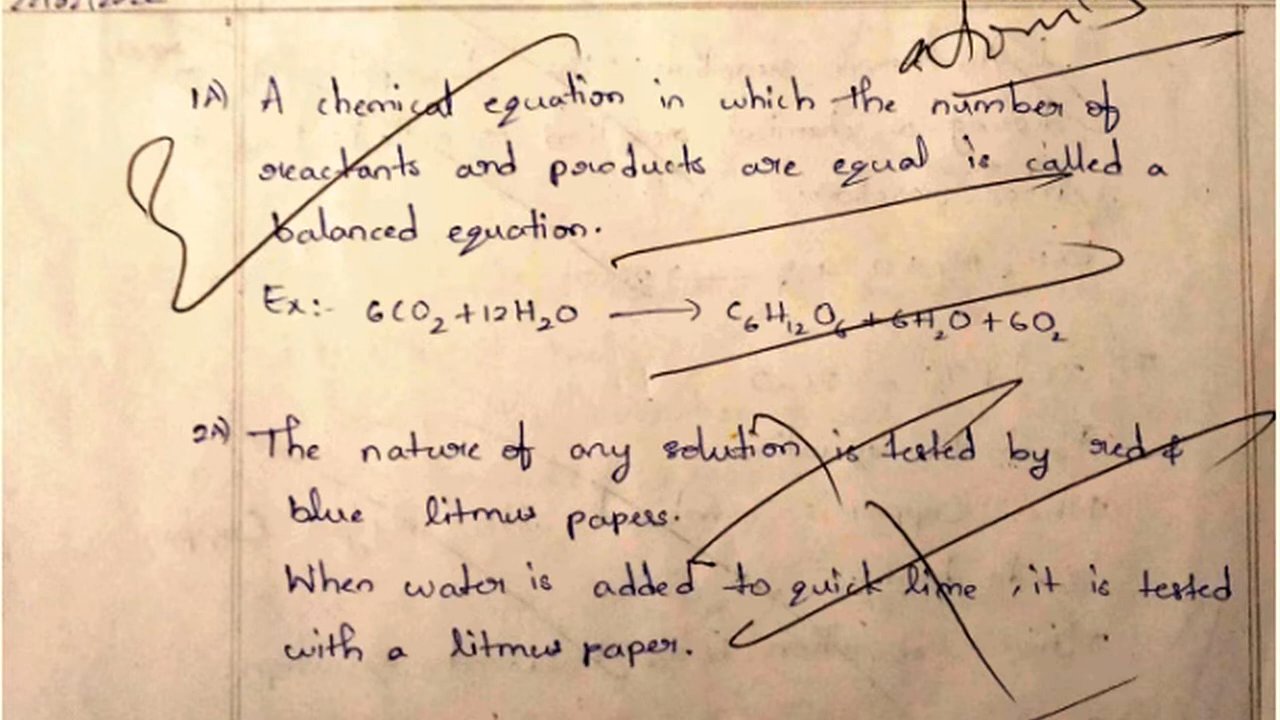 atoms
1A) A chemical equation in which the number of
reactants and products are equal is called a
balanced equation.
Ex:- 6CO₂ + 12H₂O ⟶ C₆H₁₂O₆ + 6H₂O + 6O₂
2A) The nature of any solution is tested by red &
blue litmus papers.
When water is added to quick lime, it is tested
with a litmus paper.